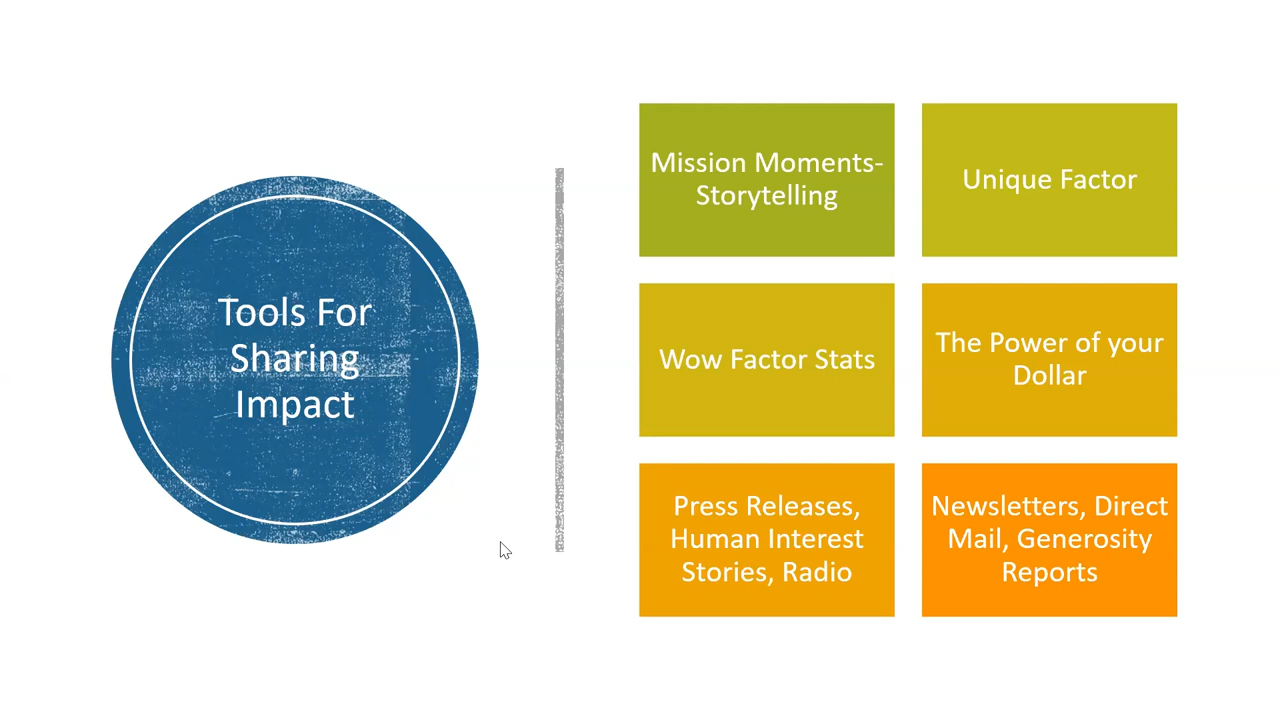 Tools For
Sharing
Impact
Mission Moments-
Storytelling
Unique Factor
Wow Factor Stats
The Power of your
Dollar
Press Releases,
Human Interest
Stories, Radio
Newsletters, Direct
Mail, Generosity
Reports